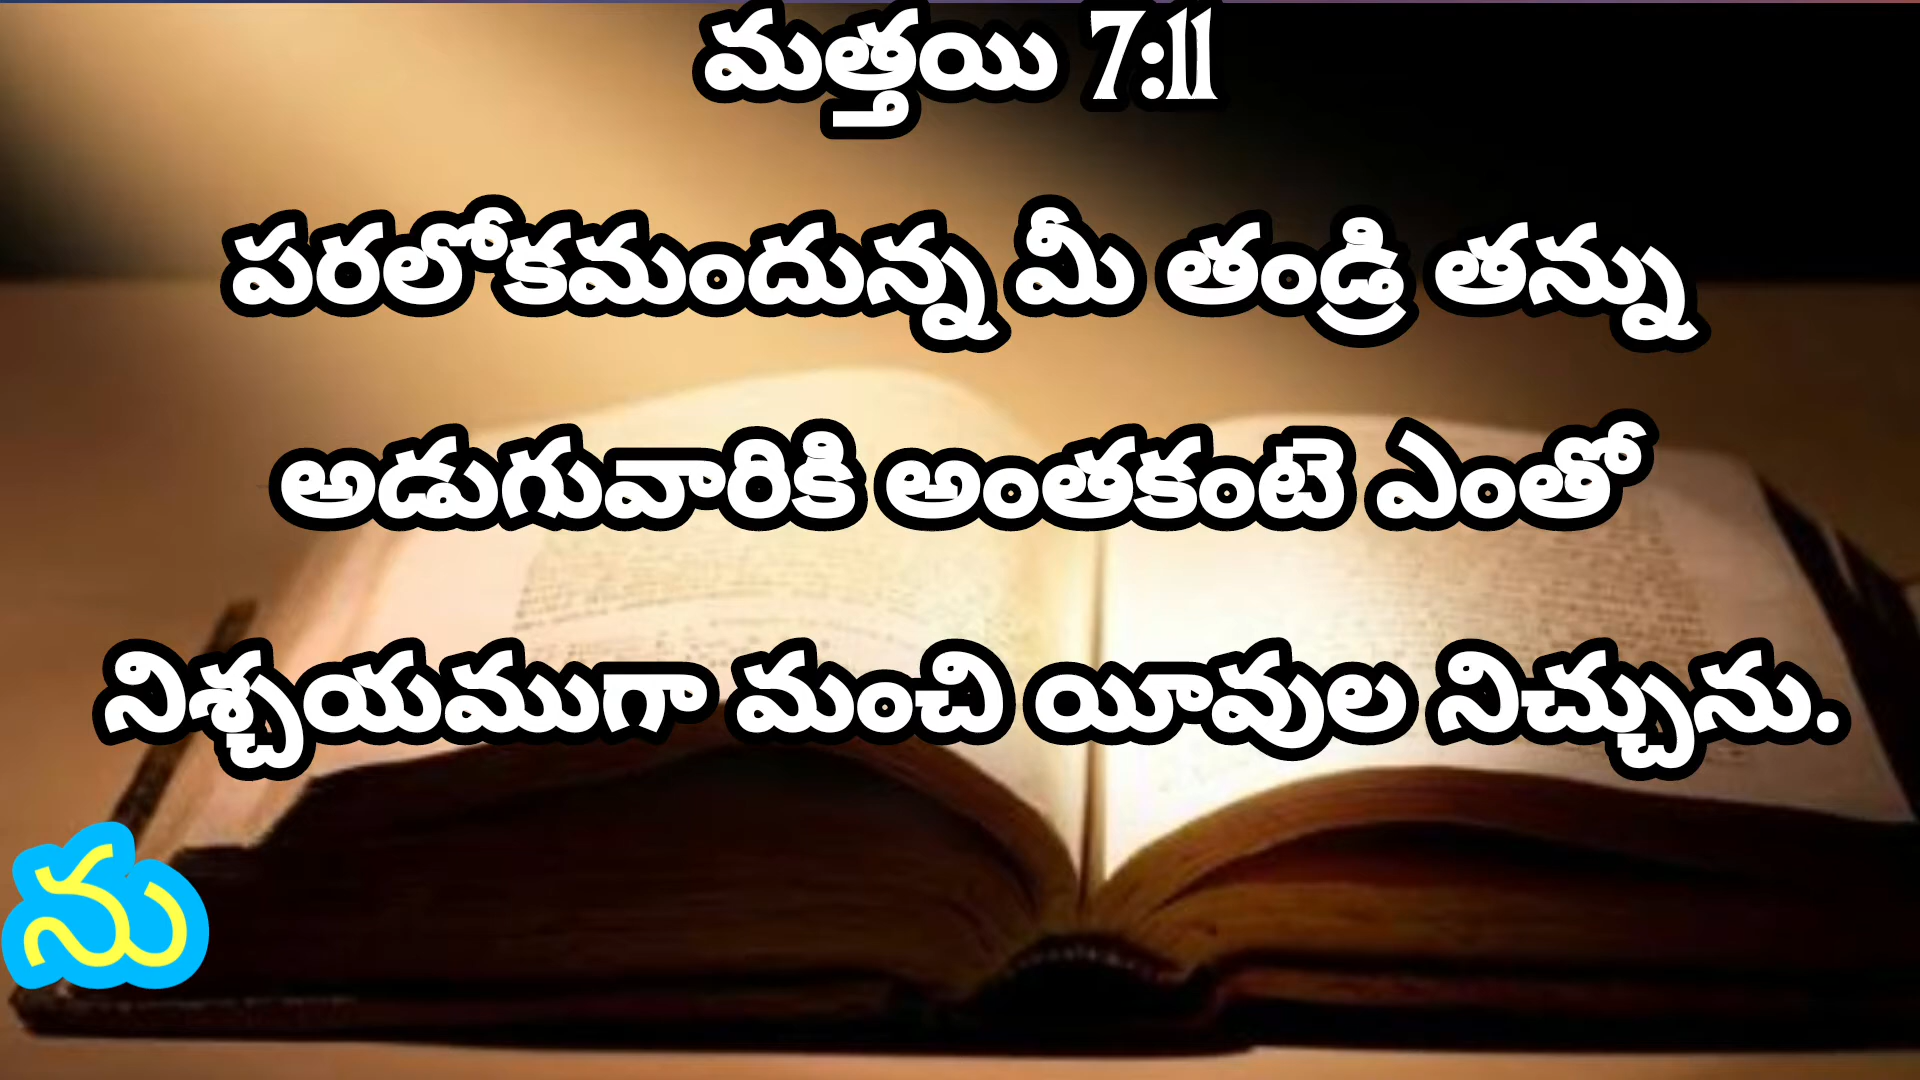 మత్తయి 7:11
పరలోకమందున్న మీ తండ్రి తన్ను
అడుగువారికి అంతకంటె ఎంతో
నిశ్చయముగా మంచి యీవుల నిచ్చును.
ను